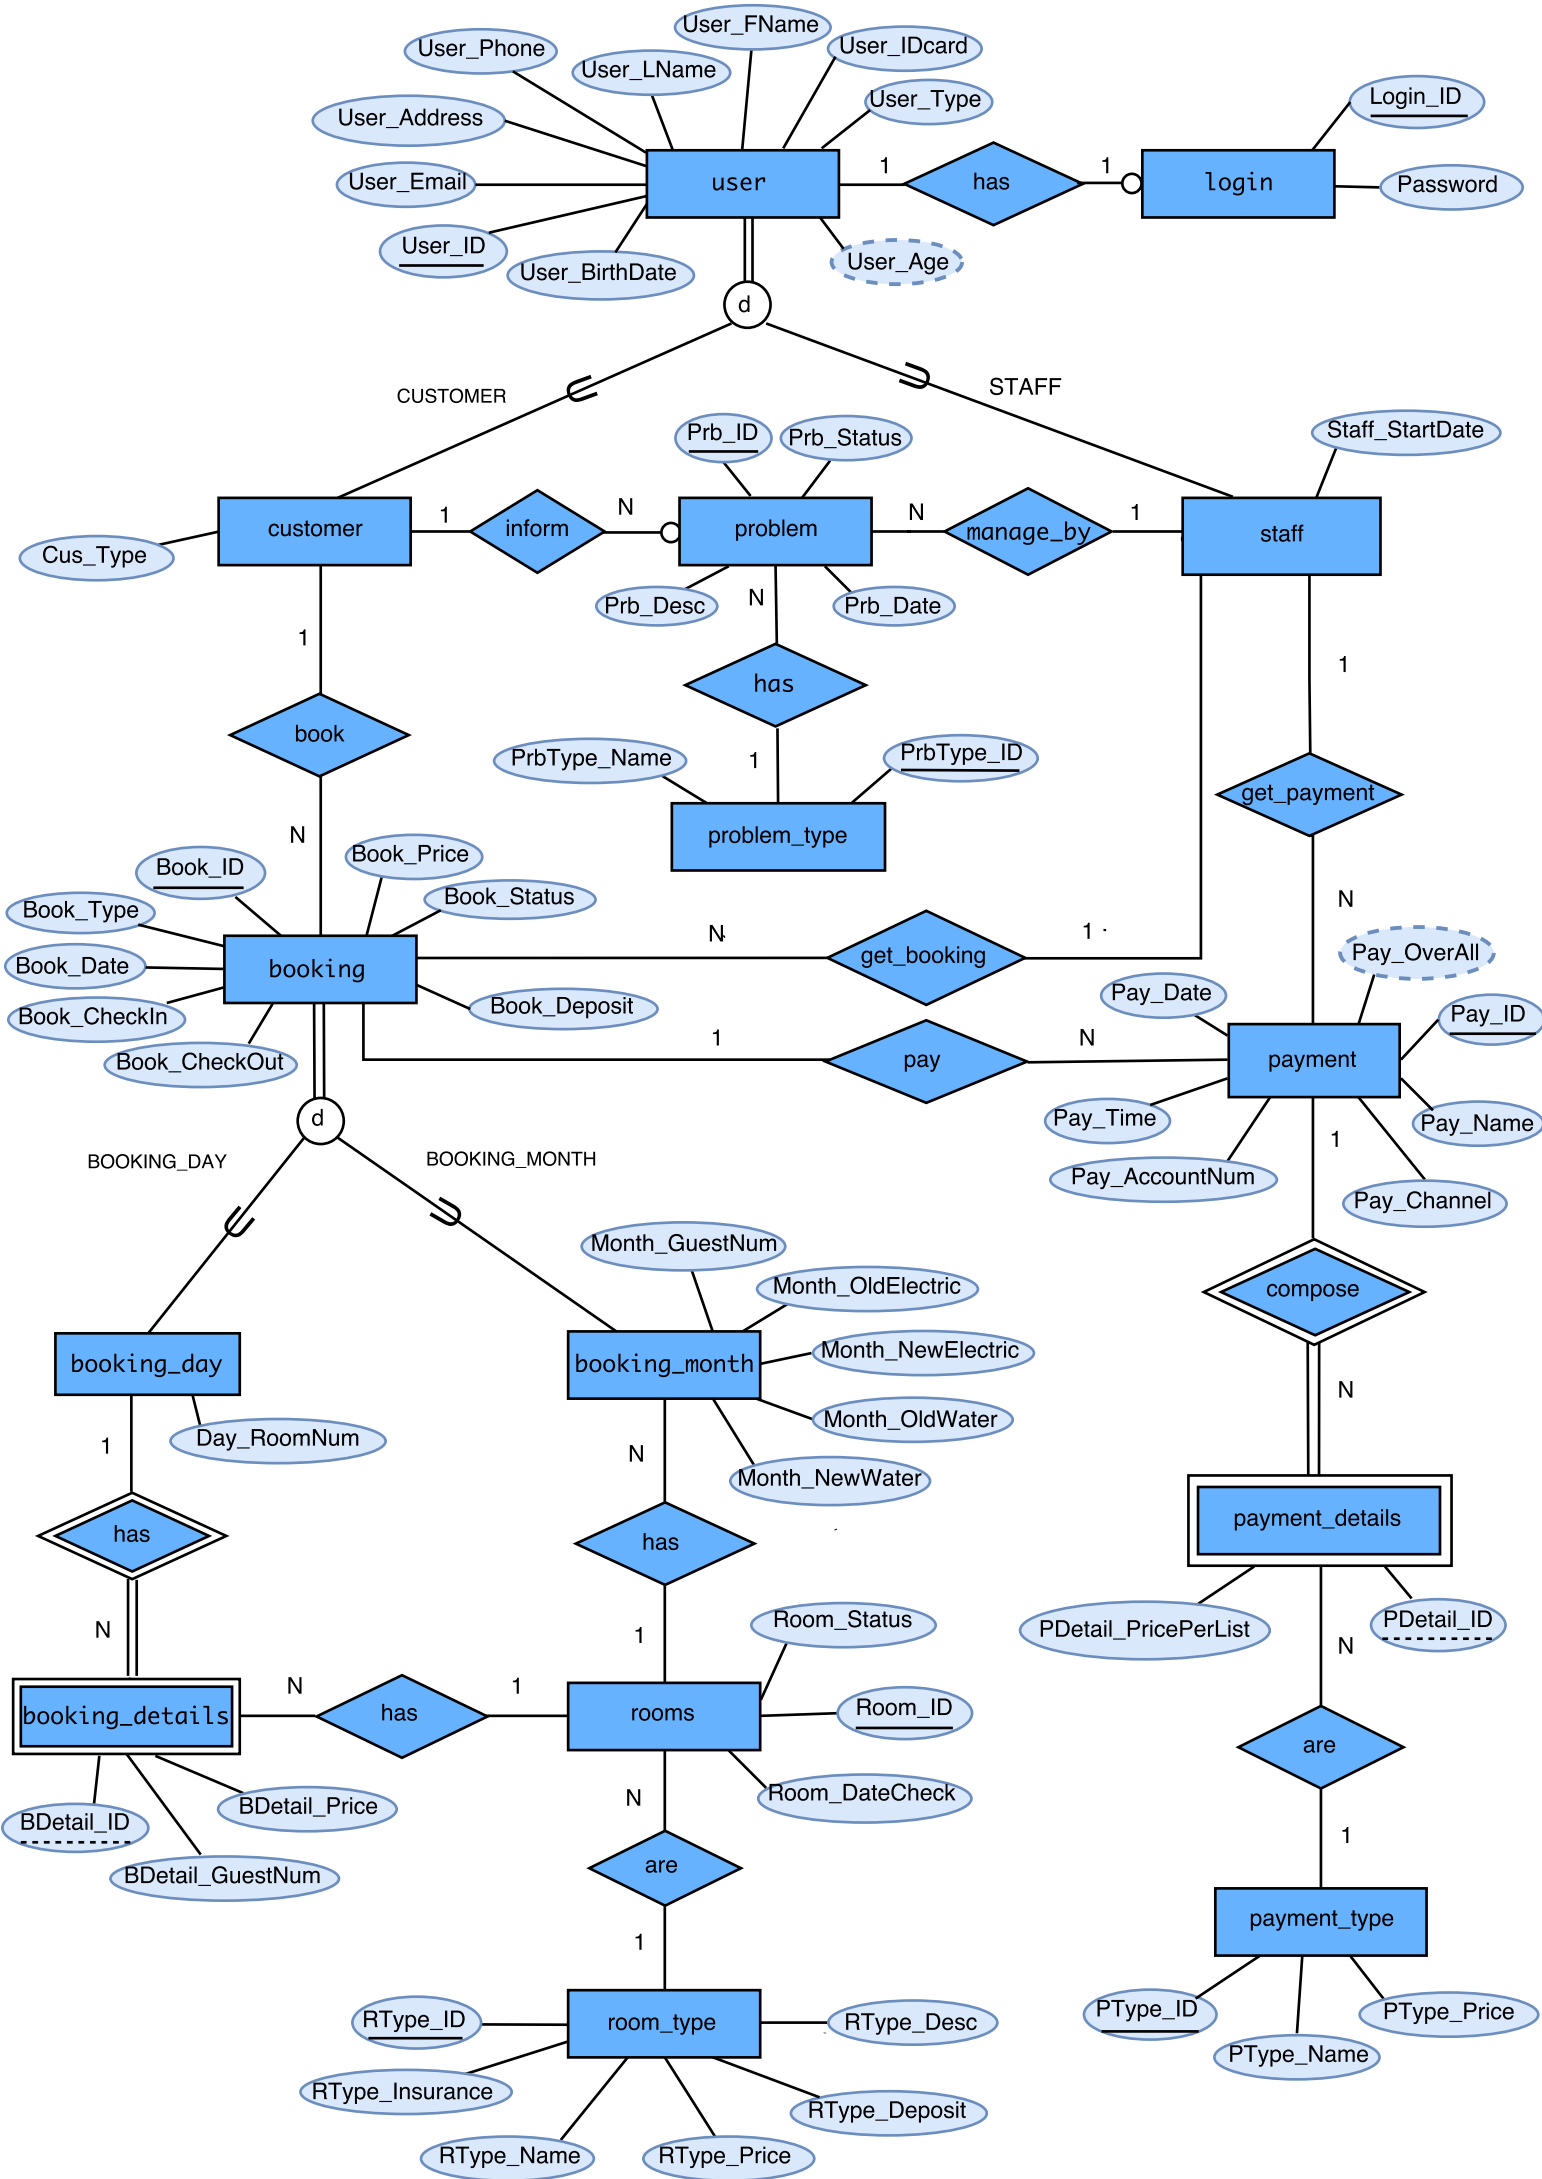 User_FName
User_Phone
User_LName
User_IDcard
User_Type
Login_ID
User_Address
User_Email
user
1
has
1
login
Password
User_ID
User_BirthDate
User_Age
d
CUSTOMER
STAFF
Prb_ID
Prb_Status
Staff_StartDate
customer
1
inform
N
problem
N
manage_by
1
staff
Cus_Type
Prb_Desc
N
Prb_Date
1
1
has
book
PrbType_Name
1
PrbType_ID
get_payment
N
problem_type
Book_ID
Book_Price
Book_Status
N
Book_Type
N
1
get_booking
Pay_OverAll
Book_Date
booking
Book_Deposit
Pay_Date
Pay_ID
Book_CheckIn
Book_CheckOut
1
pay
N
payment
d
Pay_Time
Pay_Name
1
BOOKING_DAY
BOOKING_MONTH
Pay_AccountNum
Pay_Channel
Month_GuestNum
Month_OldElectric
compose
booking_day
booking_month
Month_NewElectric
N
Day_RoomNum
Month_OldWater
1
N
Month_NewWater
has
has
payment_details
N
1
Room_Status
PDetail_PricePerList
PDetail_ID
N
booking_details
N
has
1
rooms
Room_ID
are
BDetail_ID
BDetail_Price
N
Room_DateCheck
1
BDetail_GuestNum
are
payment_type
1
RType_ID
room_type
RType_Desc
PType_ID
PType_Price
PType_Name
RType_Insurance
RType_Deposit
RType_Name
RType_Price